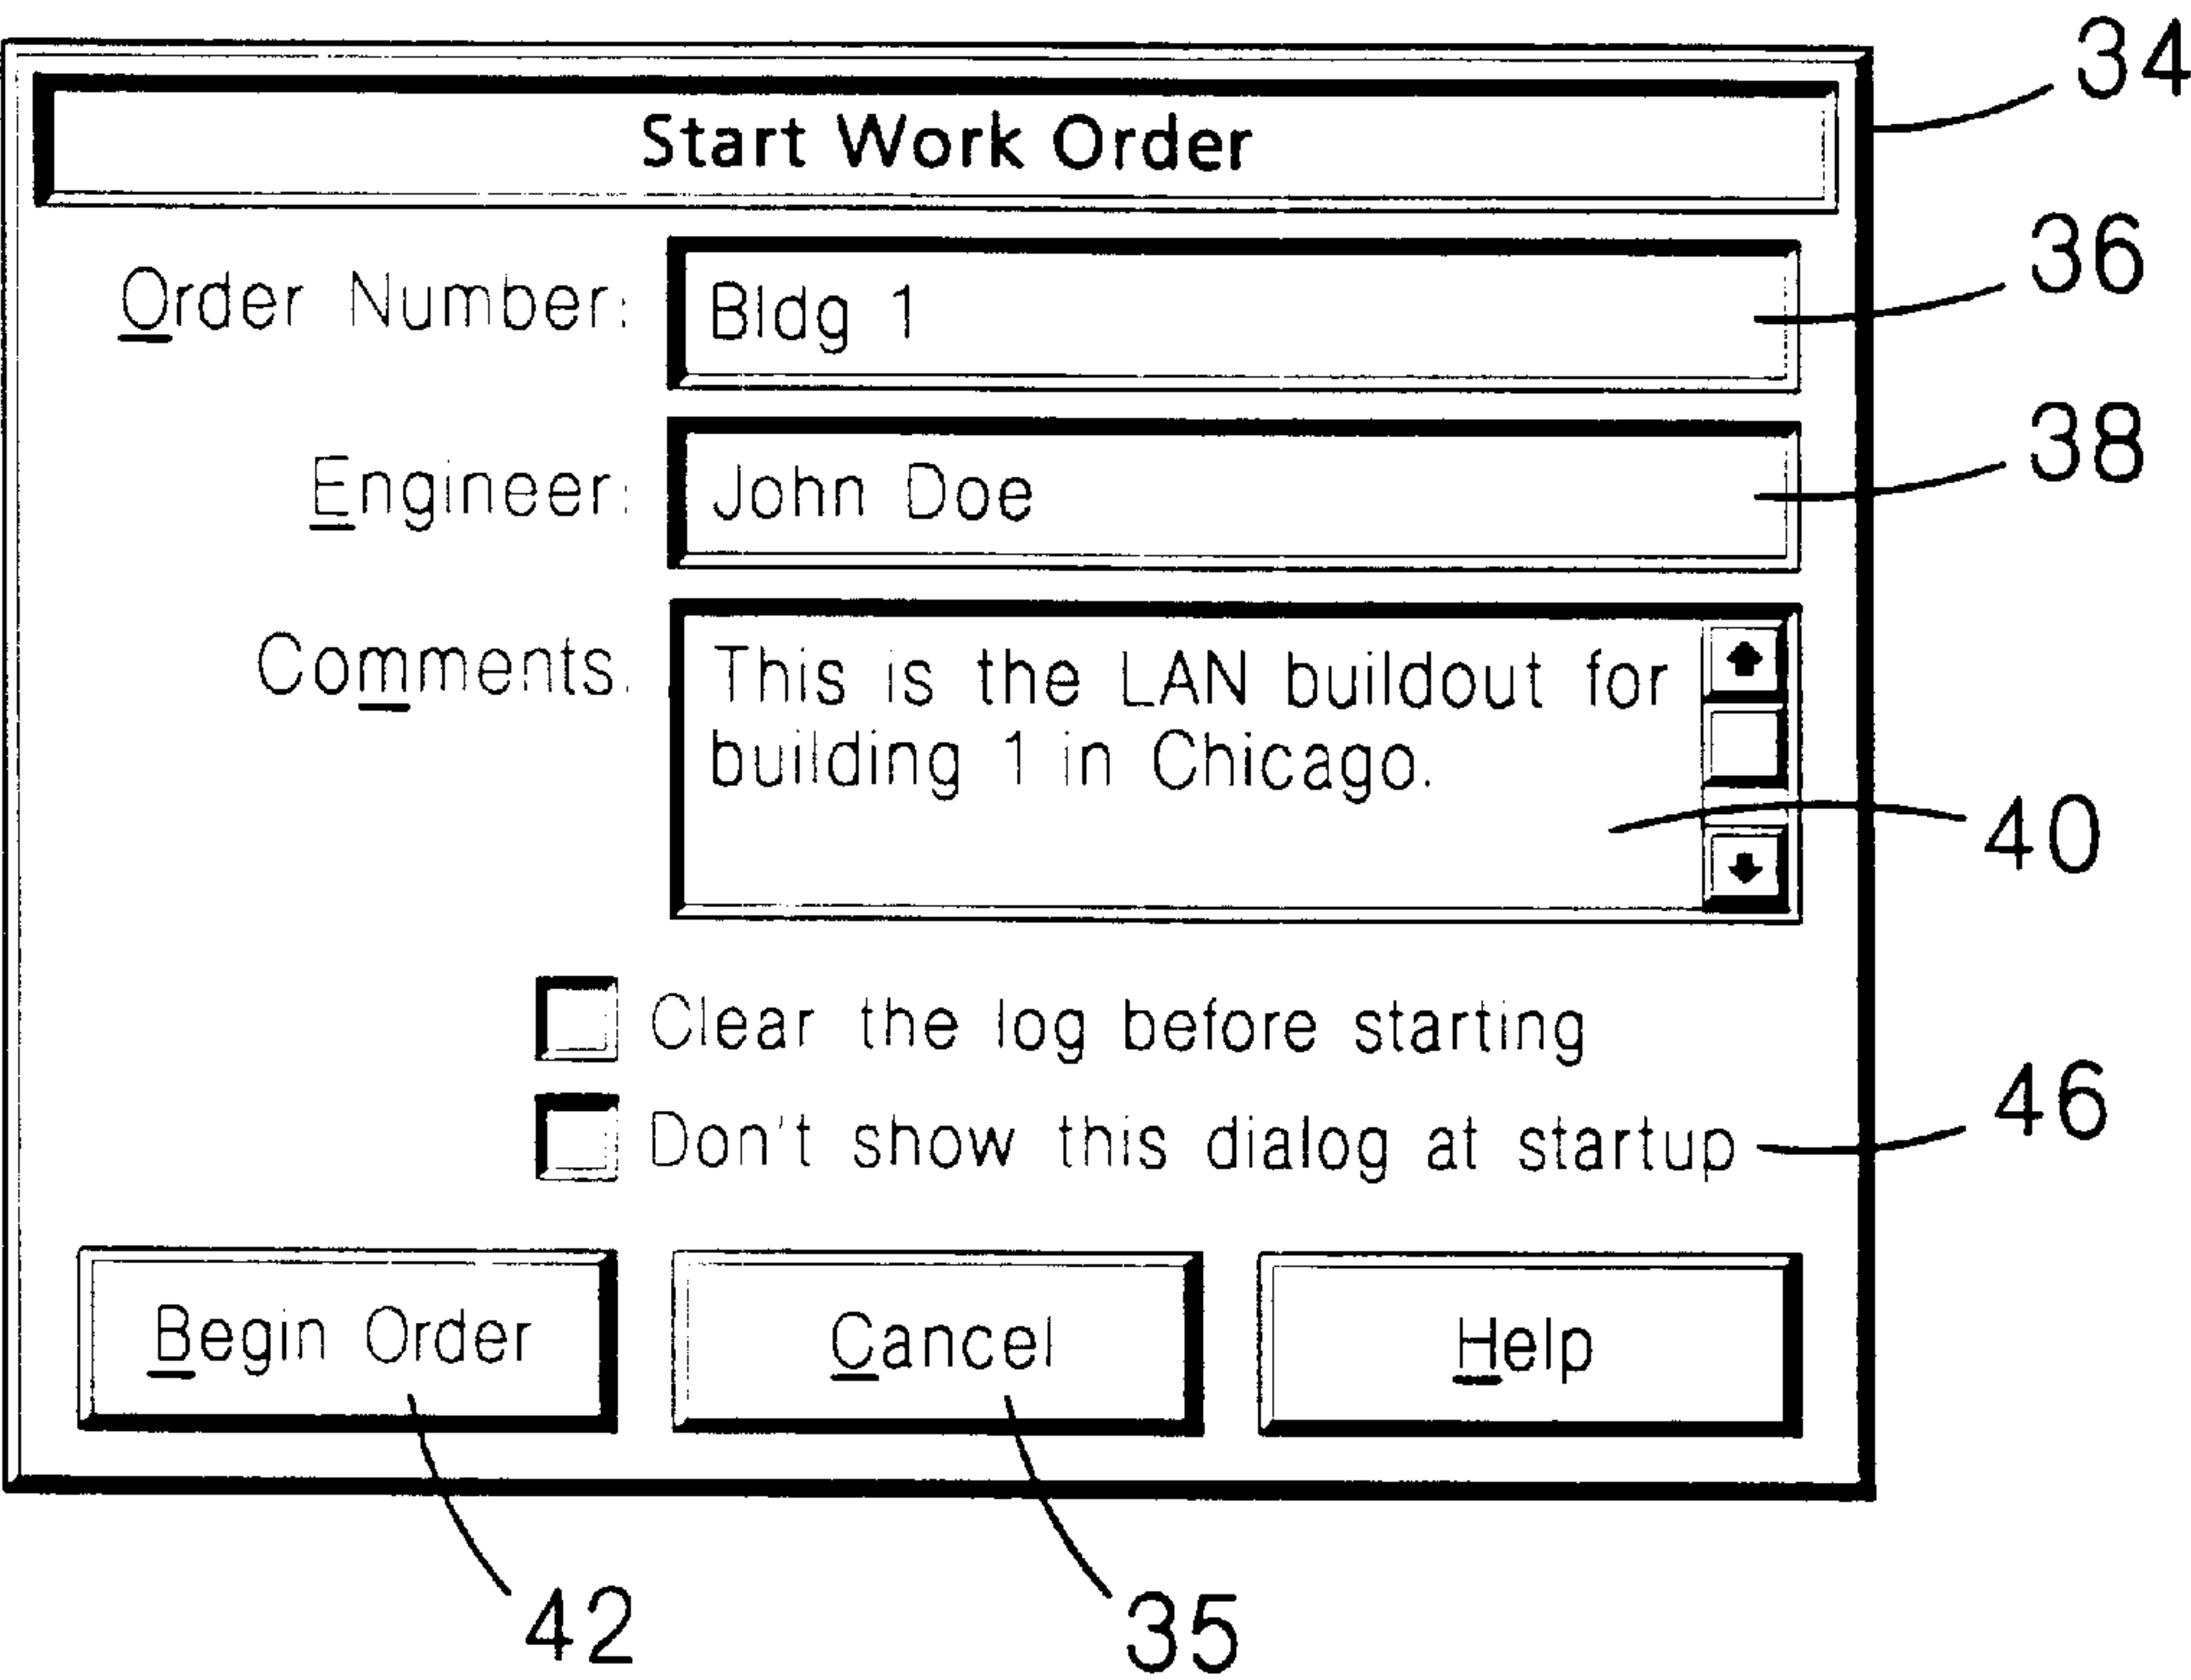 34
Start Work Order
Order Number: Bldg 1
36
Engineer: John Doe
38
Comments: This is the LAN buildout for
building 1 in Chicago.
40
Clear the log before starting
Don't show this dialog at startup
46
Begin Order Cancel Help
42 35